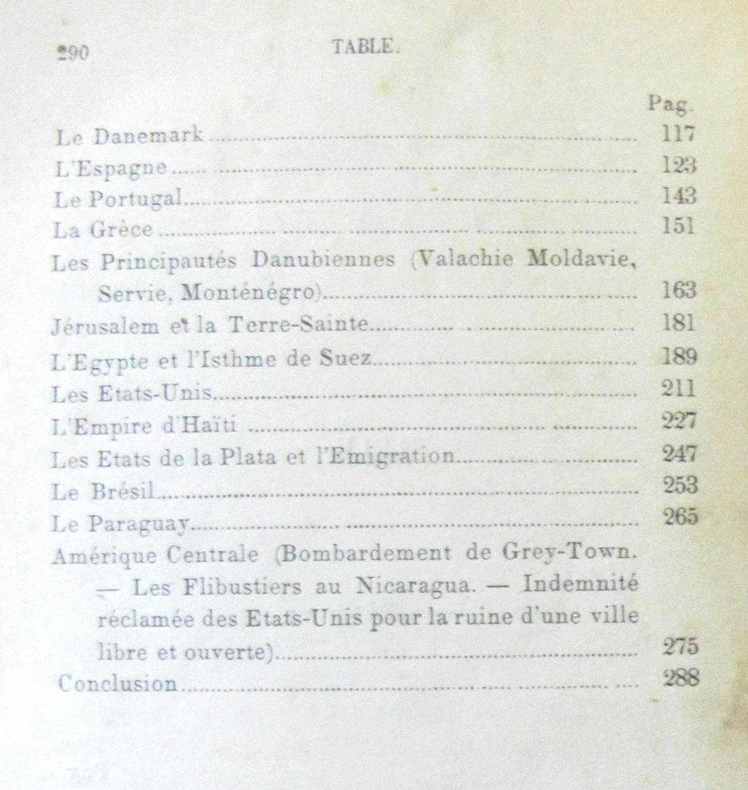 290
TABLE.
Pag.
Le Danemark ........ 117
L'Espagne ........ 123
Le Portugal ........ 143
La Grèce ........ 151
Les Principautés Danubiennes (Valachie Moldavie,
Servie, Monténégro) ........ 163
Jérusalem et la Terre-Sainte ........ 181
L'Egypte et l'Isthme de Suez ........ 189
Les Etats-Unis ........ 211
L'Empire d'Haïti ........ 227
Les Etats de la Plata et l'Emigration ........ 247
Le Brésil ........ 253
Le Paraguay ........ 265
Amérique Centrale (Bombardement de Grey-Town.
— Les Flibustiers au Nicaragua. — Indemnité
réclamée des Etats-Unis pour la ruine d'une ville
libre et ouverte) ........ 275
Conclusion ........ 288